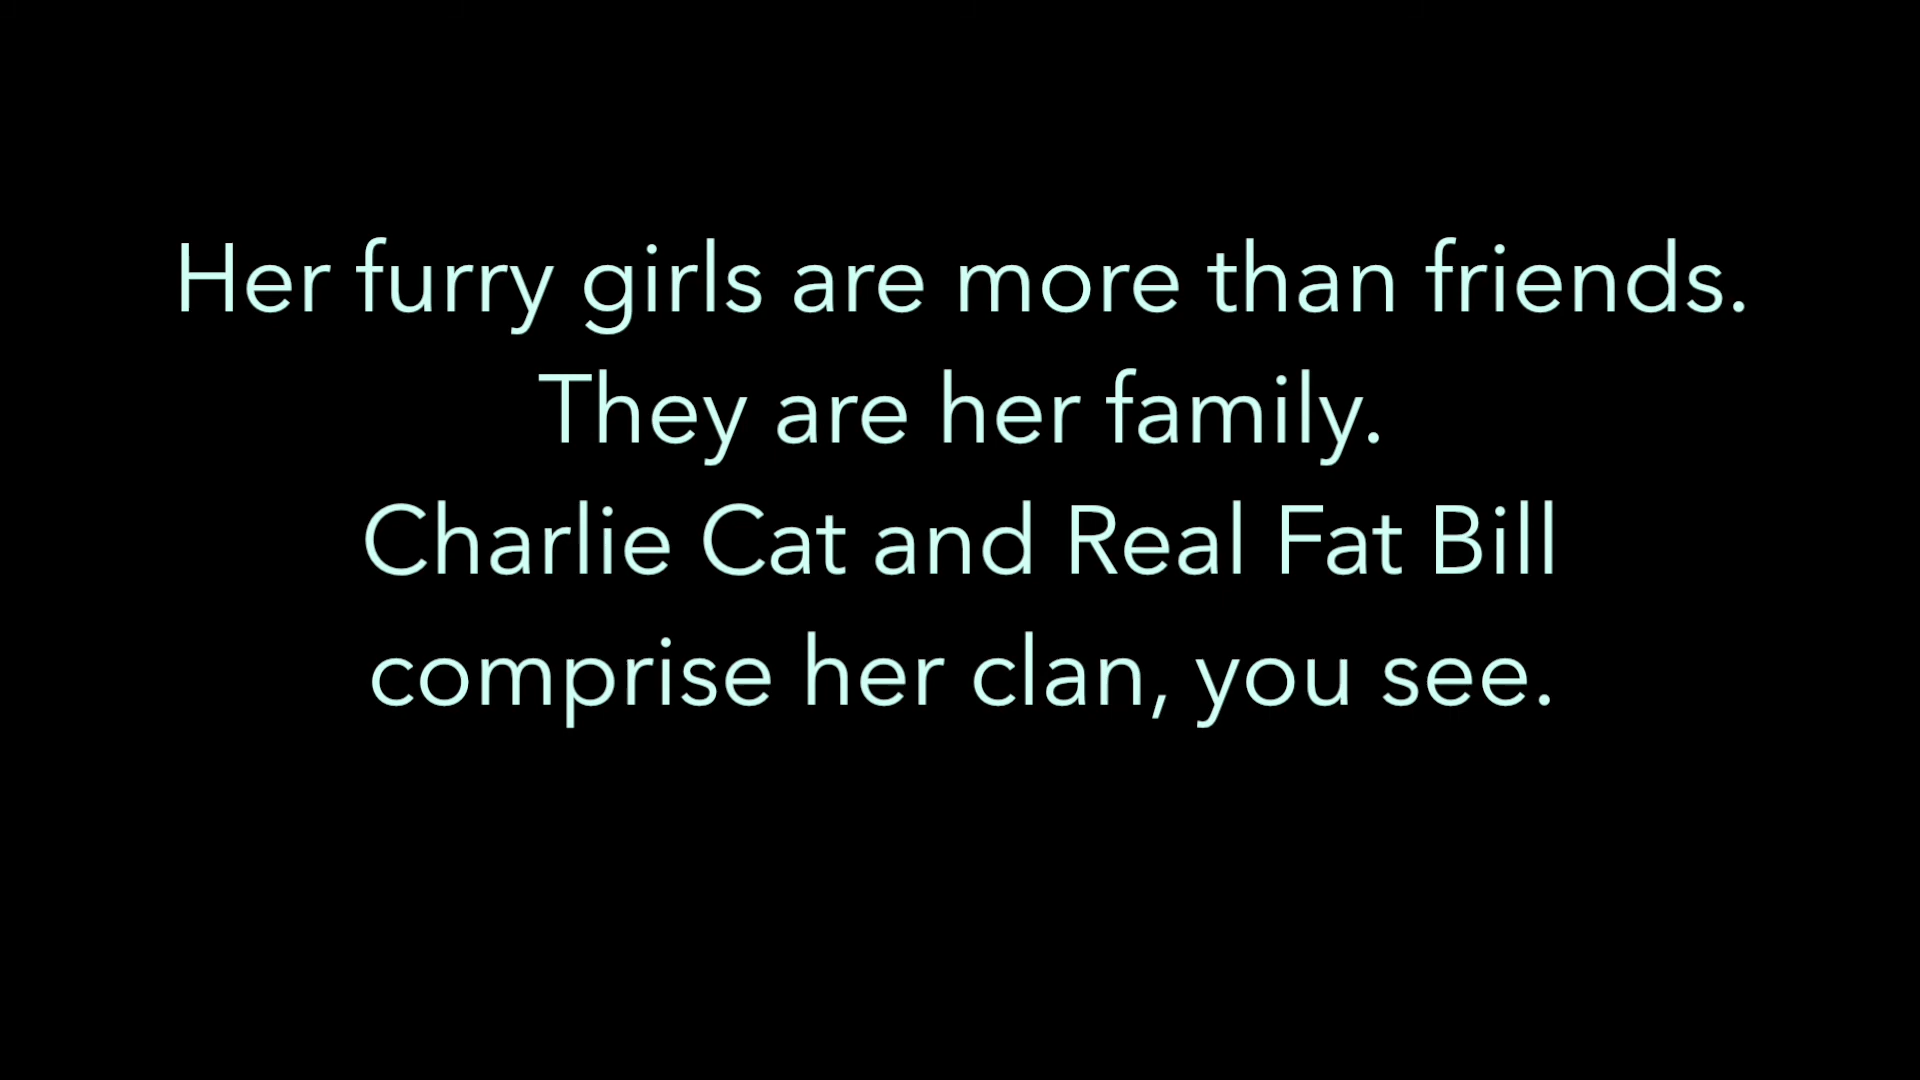 Her furry girls are more than friends.
They are her family.
Charlie Cat and Real Fat Bill
comprise her clan, you see.